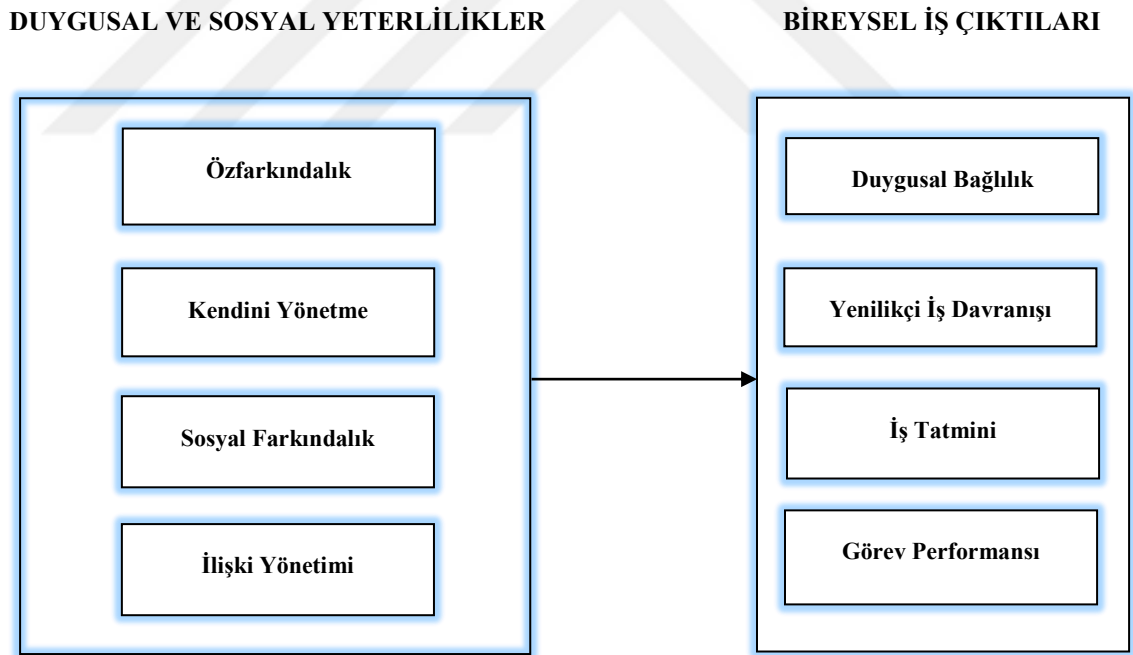 DUYGUSAL VE SOSYAL YETERLİLİKLER
Özfarkındalık
Kendini Yönetme
Sosyal Farkındalık
İlişki Yönetimi
BİREYSEL İŞ ÇIKTILARI
Duygusal Bağlılık
Yenilikçi İş Davranışı
İş Tatmini
Görev Performansı